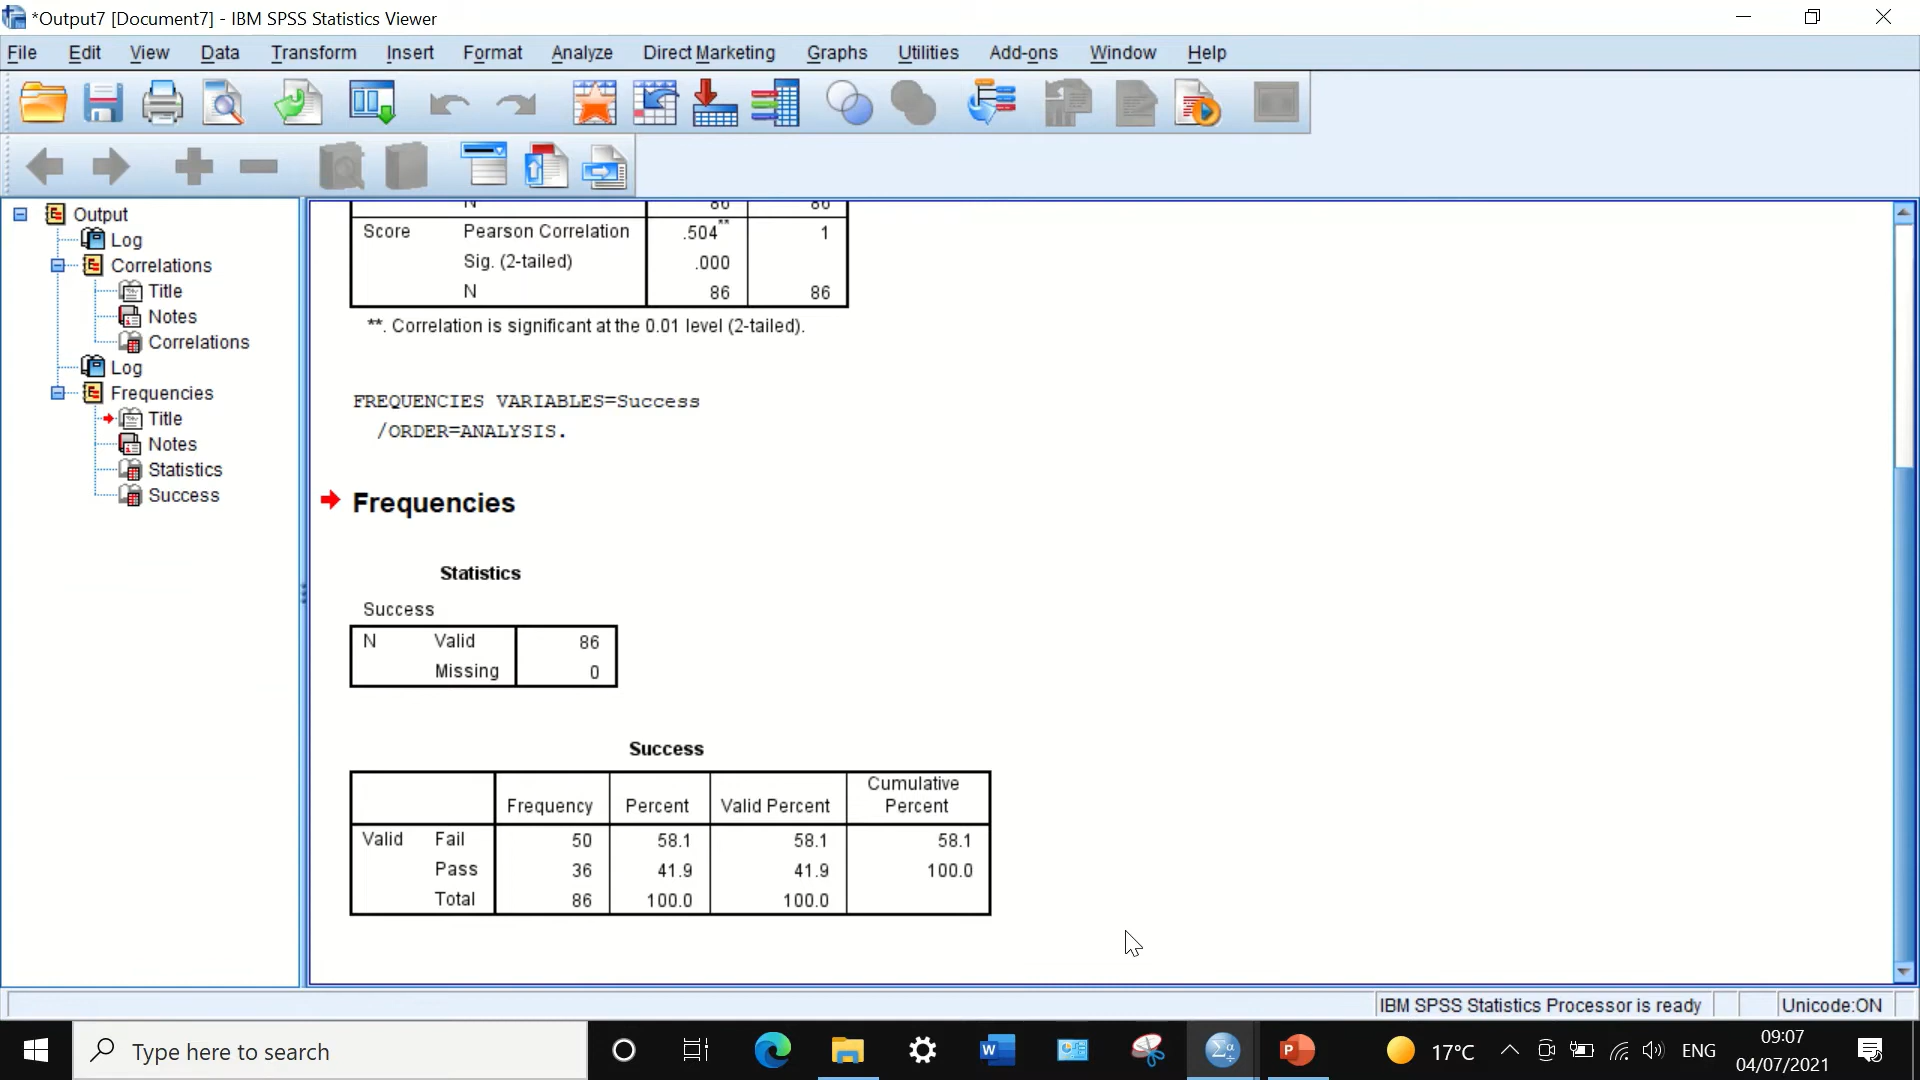 *Output7 [Document7] - IBM SPSS Statistics Viewer
File Edit View Data Transform Insert Format Analyze Direct Marketing Graphs Utilities Add-ons Window Help
Output
Log
Correlations
Title
Notes
Correlations
Log
Frequencies
Title
Notes
Statistics
Success
N 86 86
Score Pearson Correlation .504** 1
Sig. (2-tailed) .000
N 86 86
**. Correlation is significant at the 0.01 level (2-tailed).
FREQUENCIES VARIABLES=Success
/ORDER=ANALYSIS.
Frequencies
Statistics
Success
N Valid 86
Missing 0
Success
Frequency Percent Valid Percent Cumulative Percent
Valid Fail 50 58.1 58.1 58.1
Pass 36 41.9 41.9 100.0
Total 86 100.0 100.0
IBM SPSS Statistics Processor is ready Unicode:ON
Type here to search
17°C ENG
09:07
04/07/2021